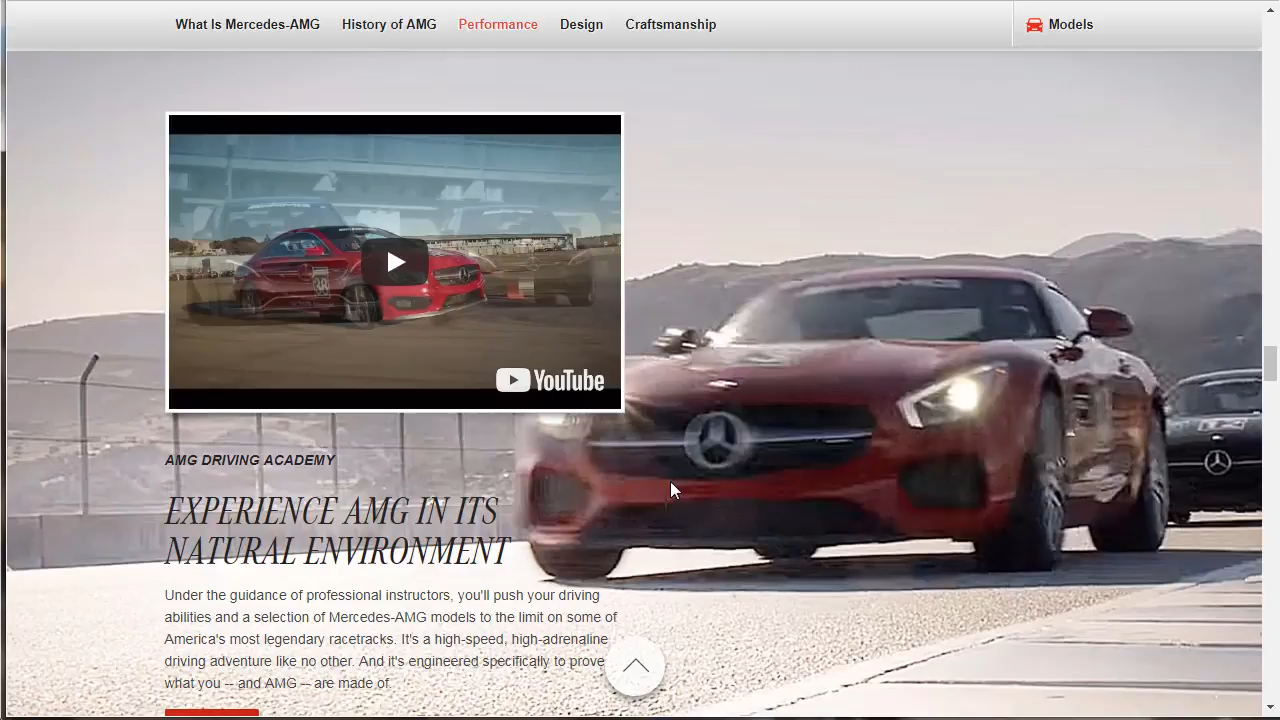 What Is Mercedes-AMG History of AMG Performance Design Craftsmanship Models
YouTube
AMG DRIVING ACADEMY
EXPERIENCE AMG IN ITS
NATURAL ENVIRONMENT
Under the guidance of professional instructors, you'll push your driving
abilities and a selection of Mercedes-AMG models to the limit on some of
America's most legendary racetracks. It's a high-speed, high-adrenaline
driving adventure like no other. And it's engineered specifically to prove
what you -- and AMG -- are made of.